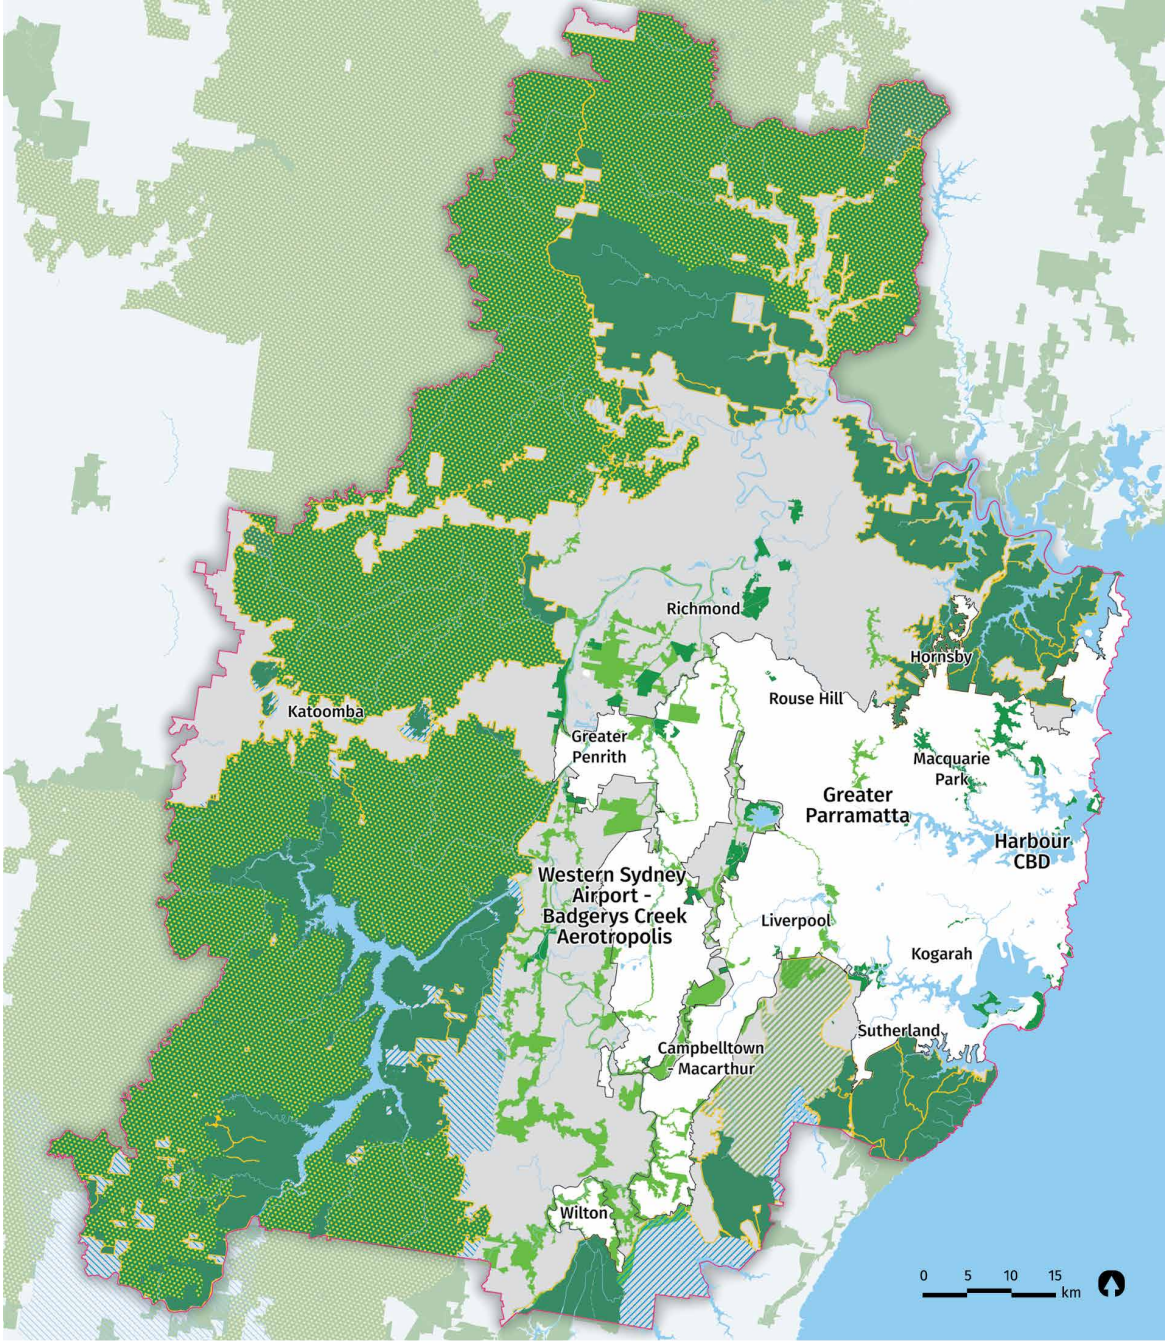 Richmond
Hornsby
Rouse Hill
Katoomba
Greater
Penrith
Macquarie
Park
Greater
Parramatta
Harbour
CBD
Western Sydney
Airport -
Badgerys Creek
Aerotropolis
Liverpool
Kogarah
Sutherland
Campbelltown
- Macarthur
Wilton
0 5 10 15
km